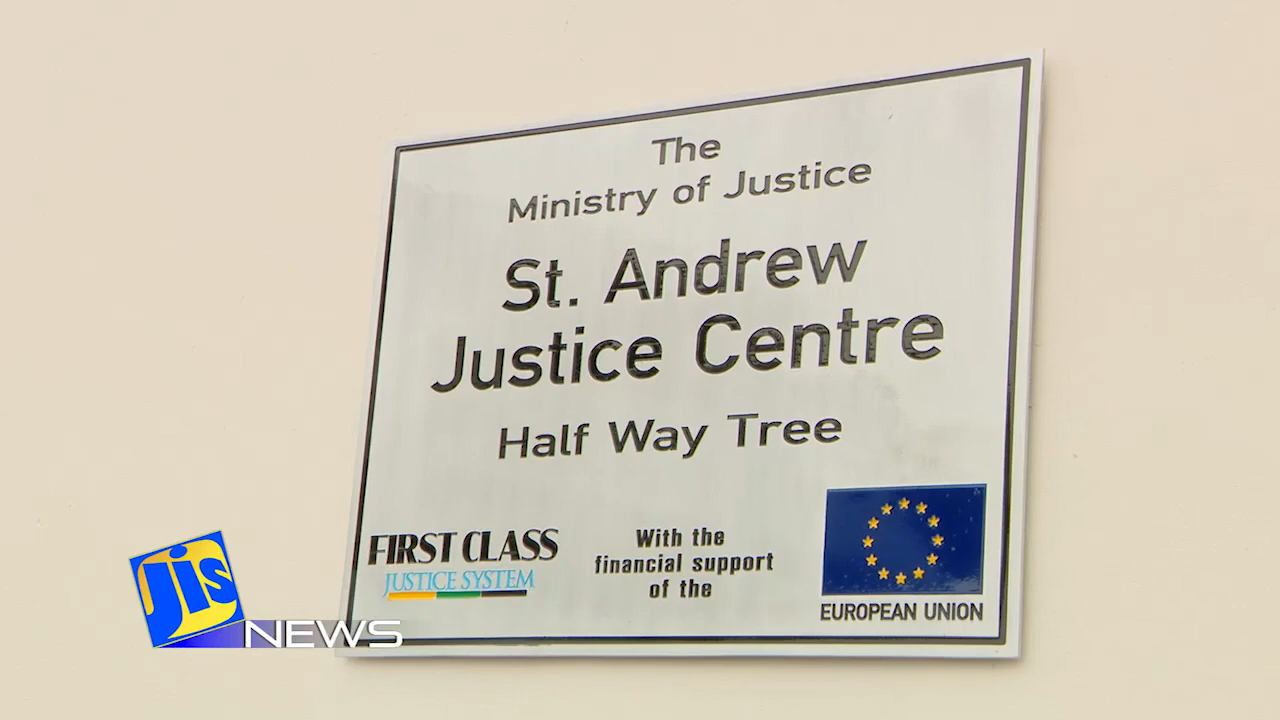 The
Ministry of Justice
St. Andrew
Justice Centre
Half Way Tree
FIRST CLASS
JUSTICE SYSTEM
With the
financial support
of the
EUROPEAN UNION
jis
NEWS